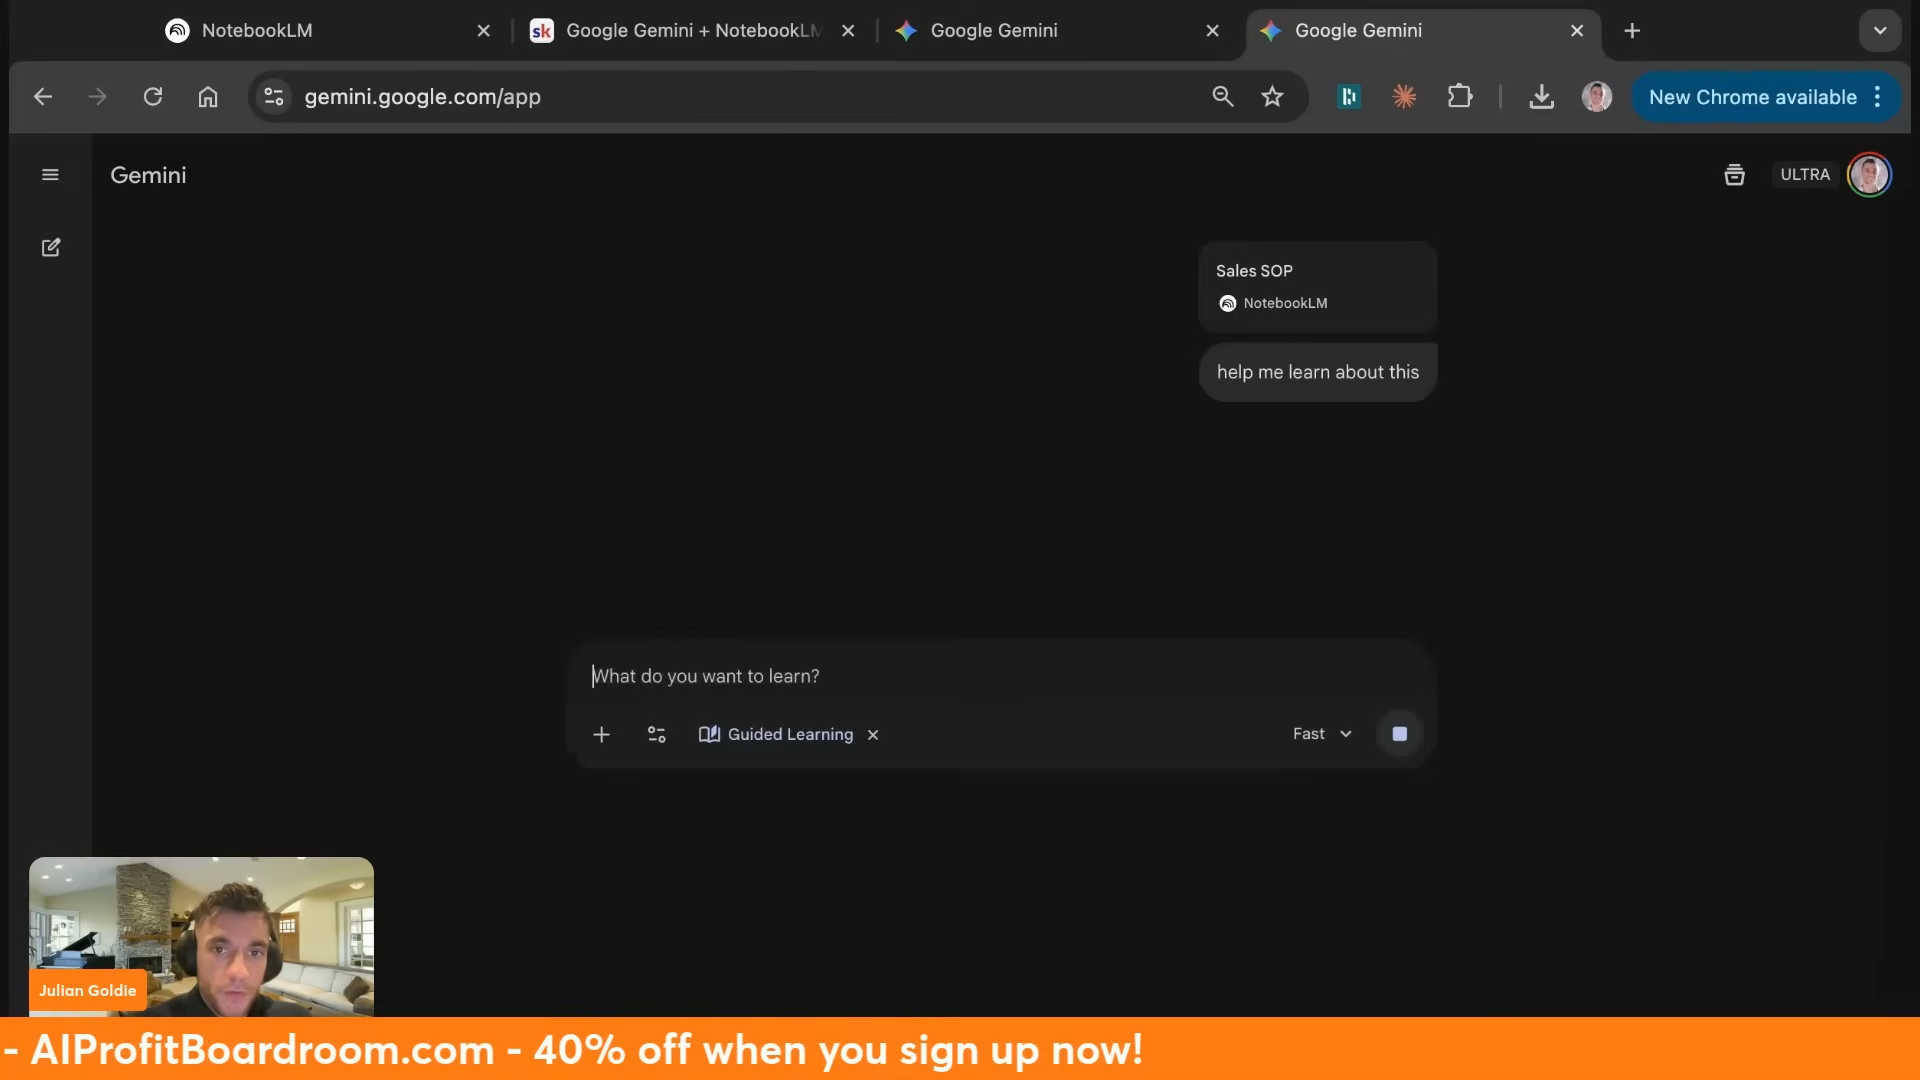 NotebookLM
Google Gemini + NotebookLM
Google Gemini
Google Gemini
gemini.google.com/app
New Chrome available
Gemini
ULTRA
Sales SOP
NotebookLM
help me learn about this
What do you want to learn?
Guided Learning
Fast
Julian Goldie
- AIProfitBoardroom.com - 40% off when you sign up now!